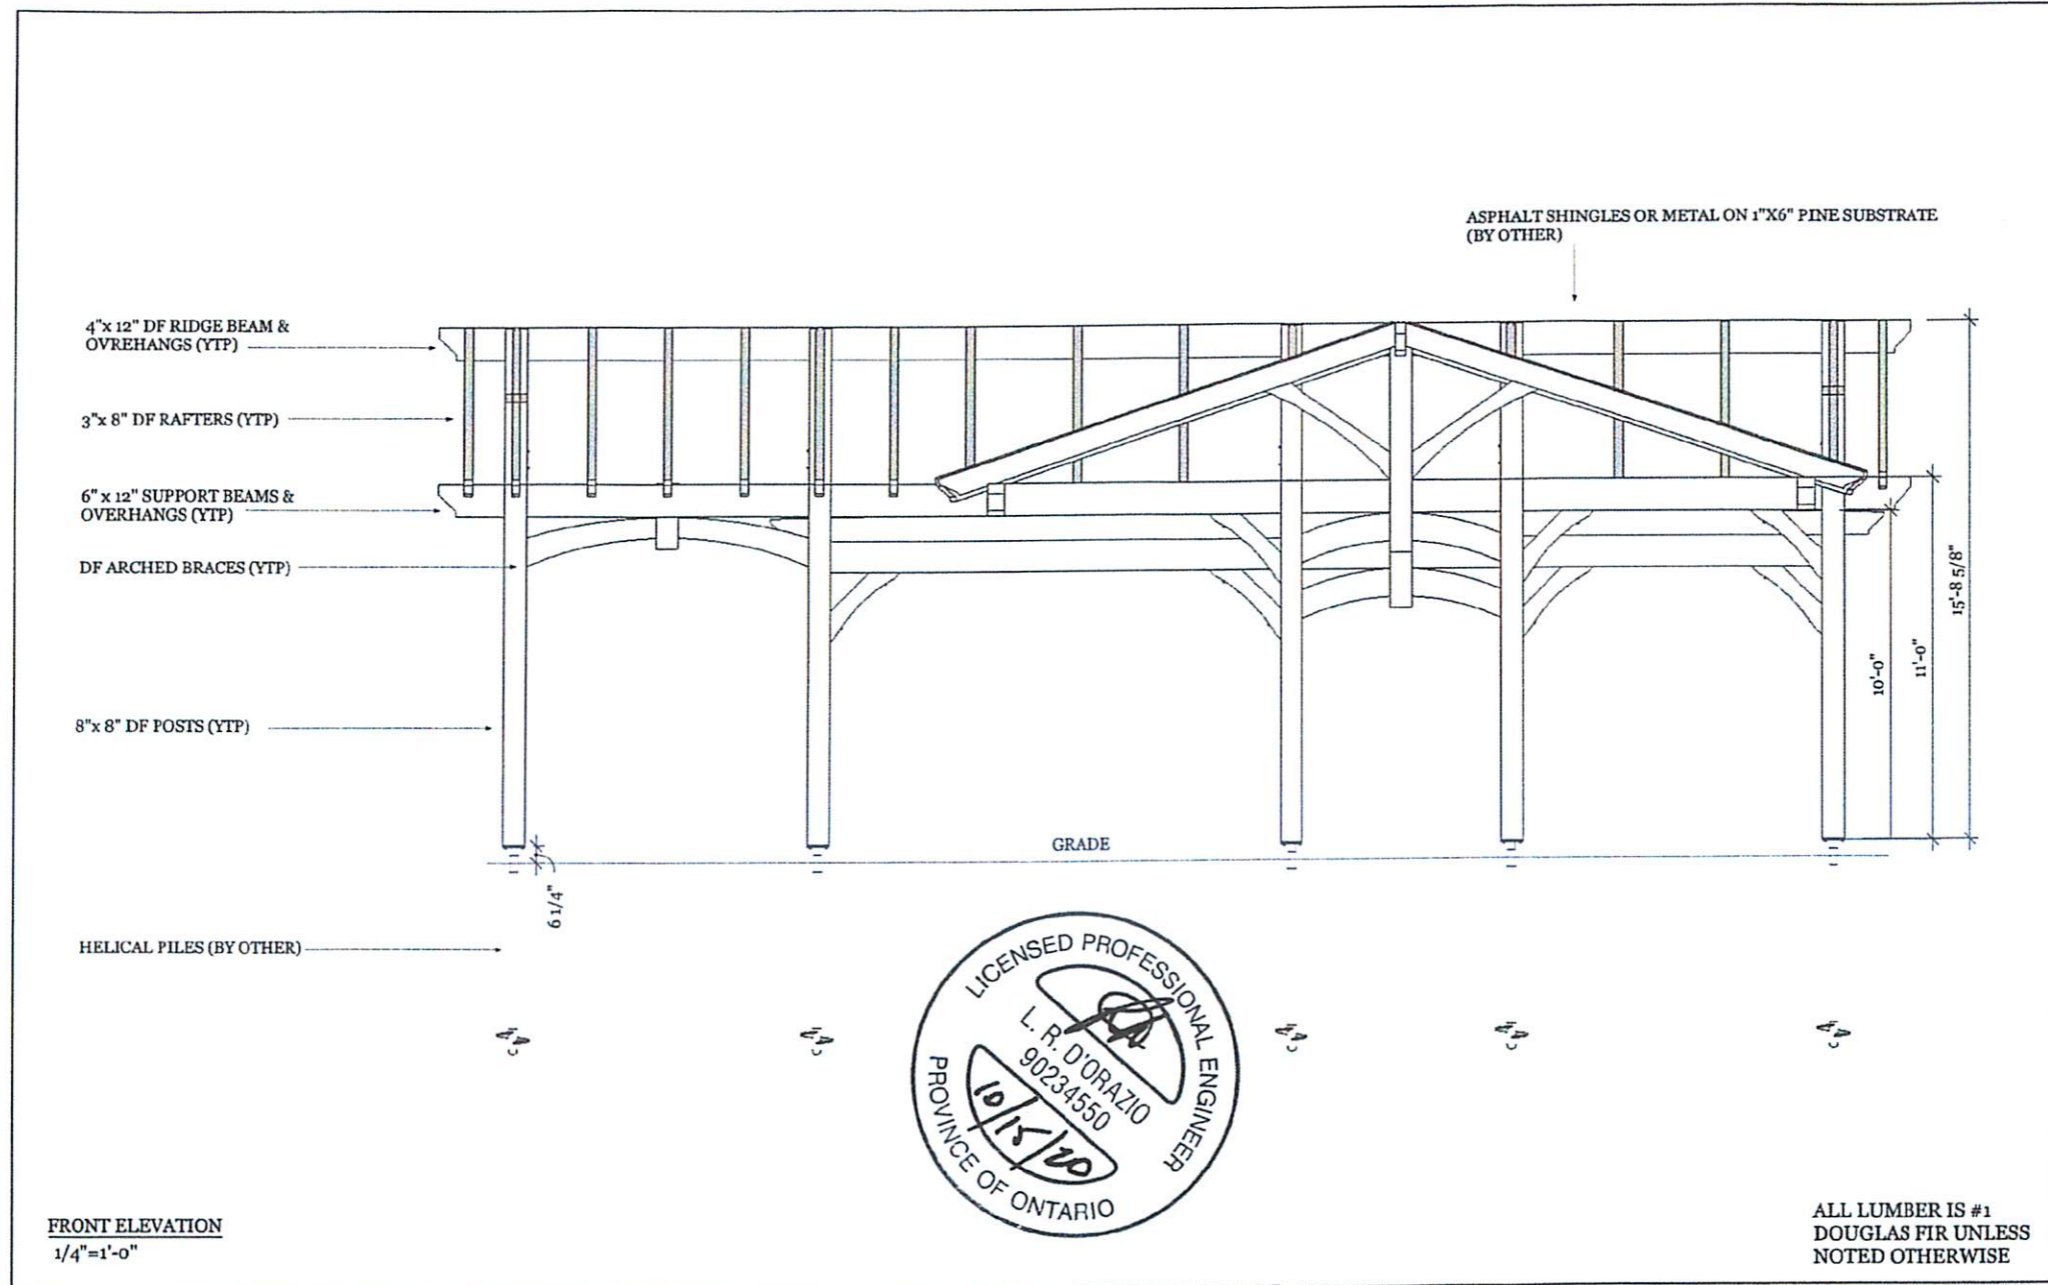 ASPHALT SHINGLES OR METAL ON 1"X6" PINE SUBSTRATE
(BY OTHER)
4"x 12" DF RIDGE BEAM &
OVREHANGS (YTP)
3"x 8" DF RAFTERS (YTP)
6" x 12" SUPPORT BEAMS &
OVERHANGS (YTP)
DF ARCHED BRACES (YTP)
8"x 8" DF POSTS (YTP)
HELICAL PILES (BY OTHER)
6 1/4"
GRADE
10'-0"
11'-0"
15'-8 5/8"
LICENSED PROFESSIONAL ENGINEER
L. R. D'ORAZIO
90234550
10/15/20
PROVINCE OF ONTARIO
FRONT ELEVATION
1/4"=1'-0"
ALL LUMBER IS #1
DOUGLAS FIR UNLESS
NOTED OTHERWISE